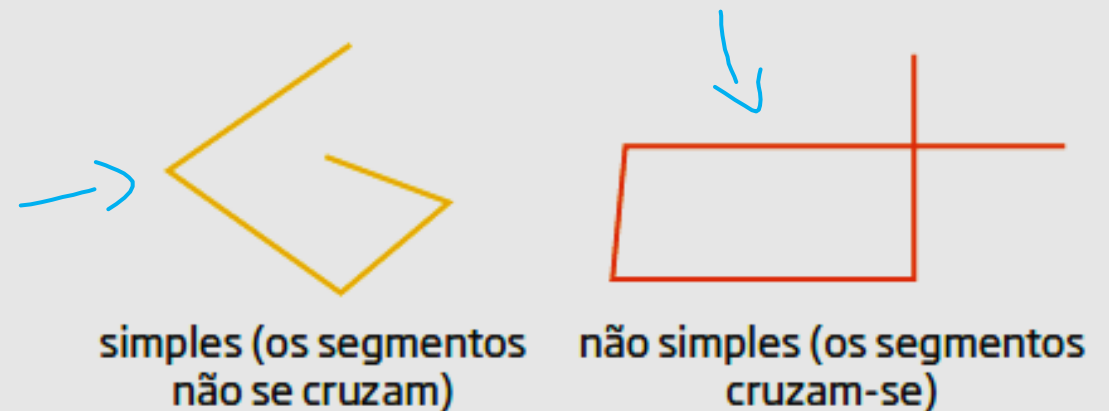 simples (os segmentos
não se cruzam)
não simples (os segmentos
cruzam-se)